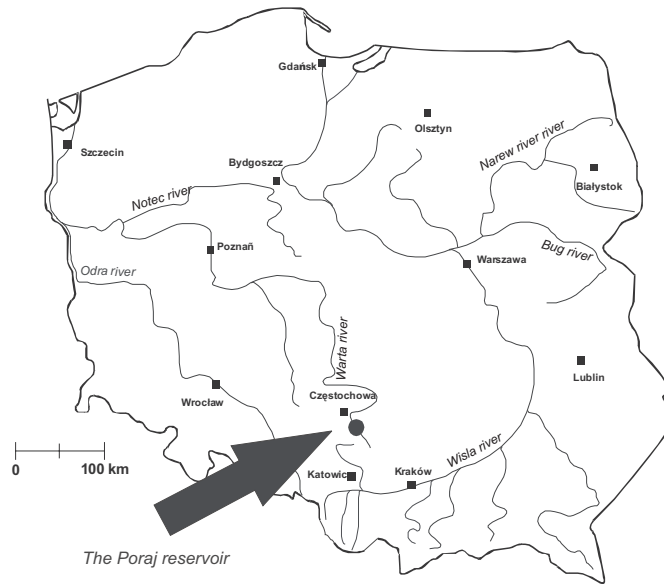 Gdańsk
Olsztyn
Szczecin
Narew river river
Bydgoszcz
Białystok
Notec river
Poznañ
Bug river
Warszawa
Odra river
Warta river
Lublin
Częstochowa
Wrocław
Wisla river
0 100 km
Katowic
Kraków
The Poraj reservoir